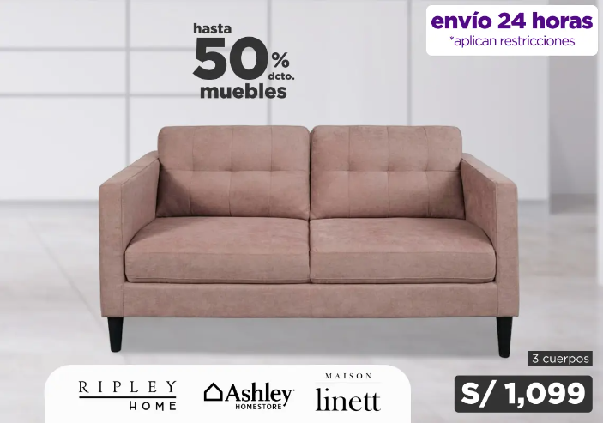 hasta
50%
dcto.
muebles
envío 24 horas
*aplican restricciones
3 cuerpos
S/ 1,099
RIPLEY
HOME
Ashley
HOMESTORE
MAISON
linett